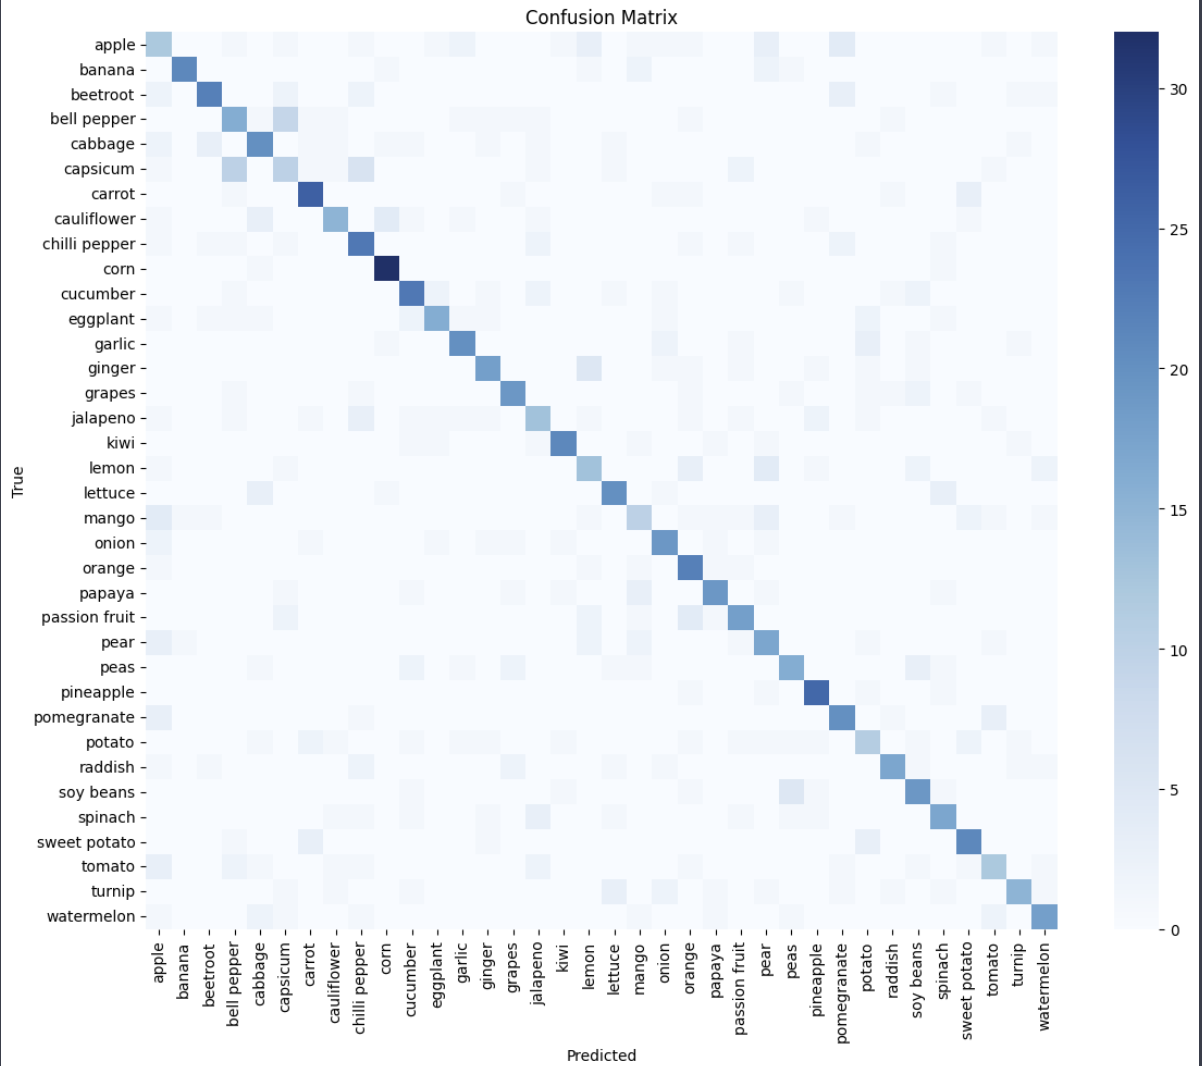 Confusion Matrix
apple
banana
beetroot
bell pepper
cabbage
capsicum
carrot
cauliflower
chilli pepper
corn
cucumber
eggplant
garlic
ginger
grapes
jalapeno
kiwi
lemon
lettuce
mango
onion
orange
papaya
passion fruit
pear
peas
pineapple
pomegranate
potato
raddish
soy beans
spinach
sweet potato
tomato
turnip
watermelon
True
apple
banana
beetroot
bell pepper
cabbage
capsicum
carrot
cauliflower
chilli pepper
corn
cucumber
eggplant
garlic
ginger
grapes
jalapeno
kiwi
lemon
lettuce
mango
onion
orange
papaya
passion fruit
pear
peas
pineapple
pomegranate
potato
raddish
soy beans
spinach
sweet potato
tomato
turnip
watermelon
Predicted
30
25
20
15
10
5
0